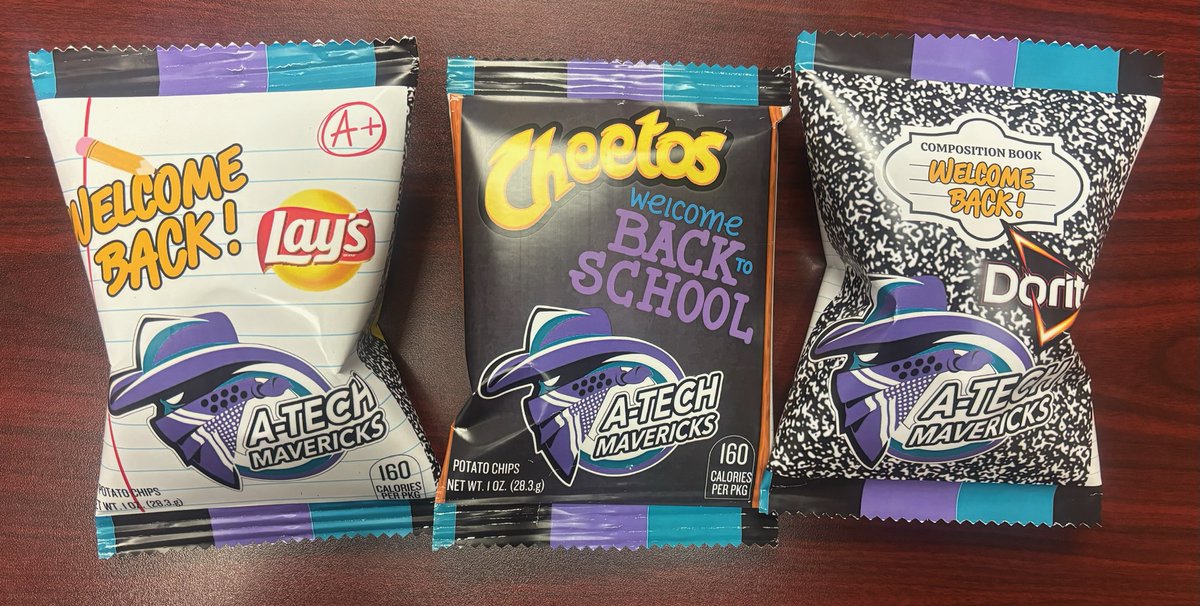 A+
WELCOME
BACK!
Lay's
A-TECH
MAVERICKS
POTATO CHIPS
WT. 1 OZ. (28.3.g)
160
CALORIES
PER PKG
Cheetos
Welcome
BACK TO
SCHOOL
A-TECH
MAVERICKS
POTATO CHIPS
NET WT. 1 OZ. (28.3.g)
160
CALORIES
PER PKG
COMPOSITION BOOK
WELCOME
BACK!
Dorit
A-TECH
MAVERICKS